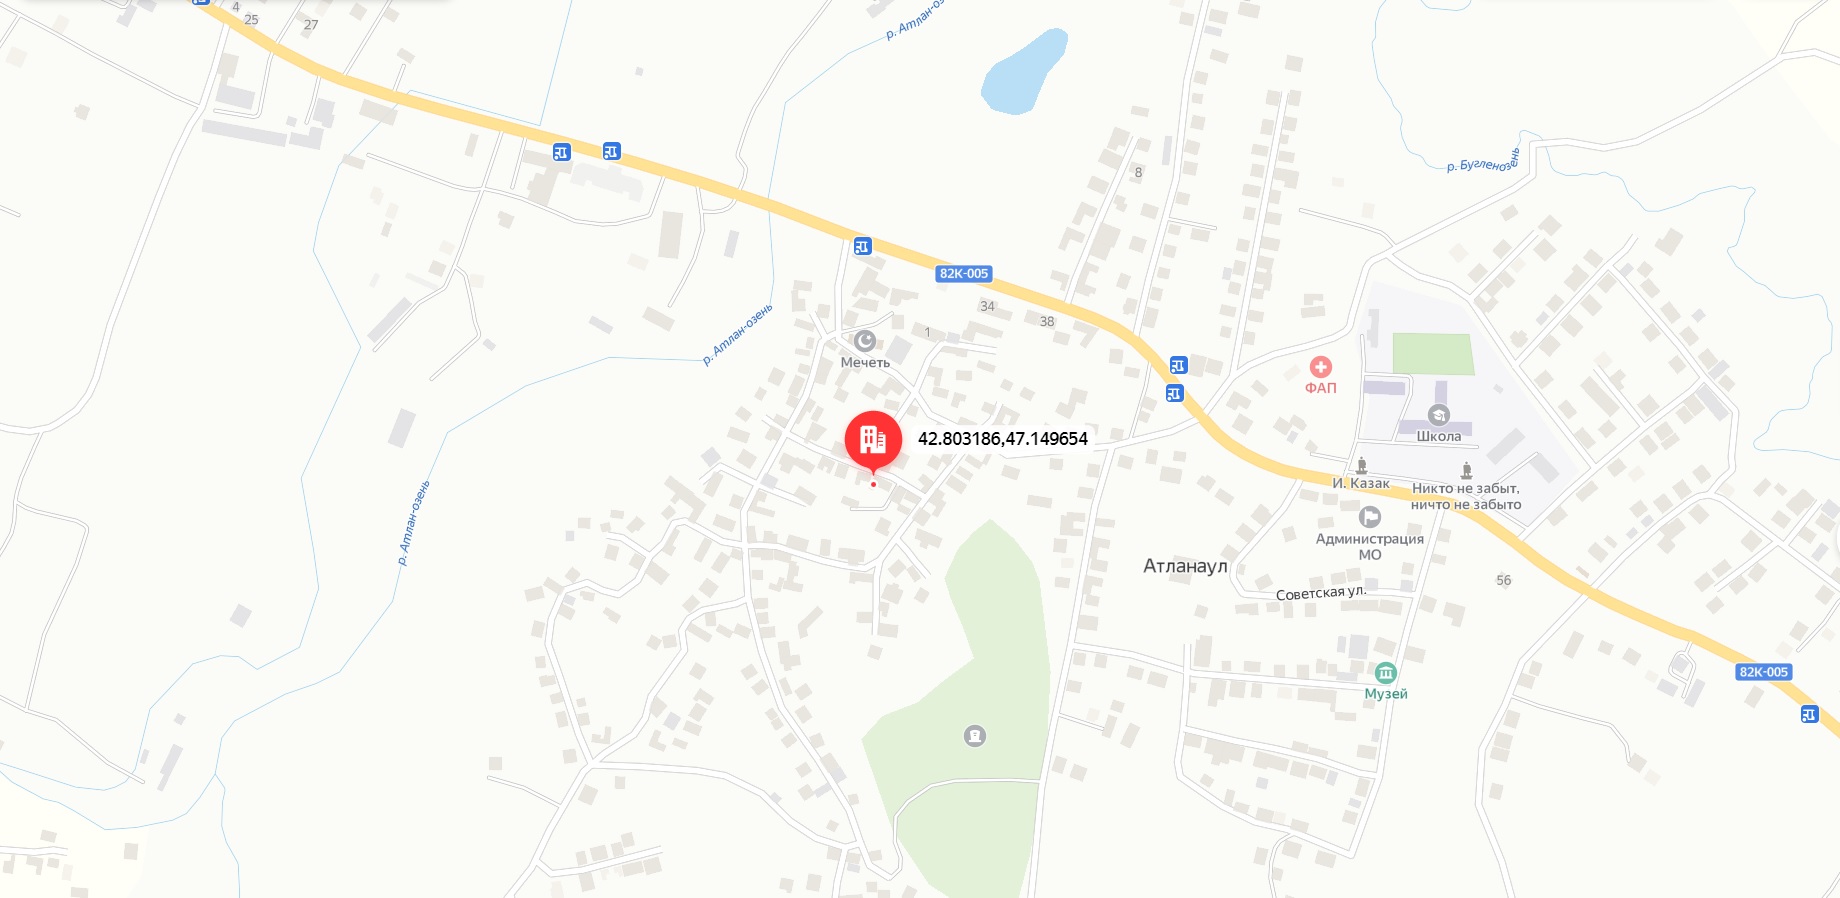 4
25
27
р. Атлан-оз
р. Бугленозень
8
82К-005
34
38
1
Мечеть
р. Атлан-озень
ФАП
Школа
42.803186,47.149654
И. Казак
Никто не забыт,
ничто не забыто
р. Атлан-озень
Администрация
МО
Атланаул
56
Советская ул.
82К-005
Музей